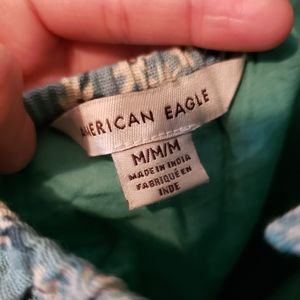 AMERICAN EAGLE
M/M/M
MADE IN INDIA
FABRIQUÉ EN
INDE